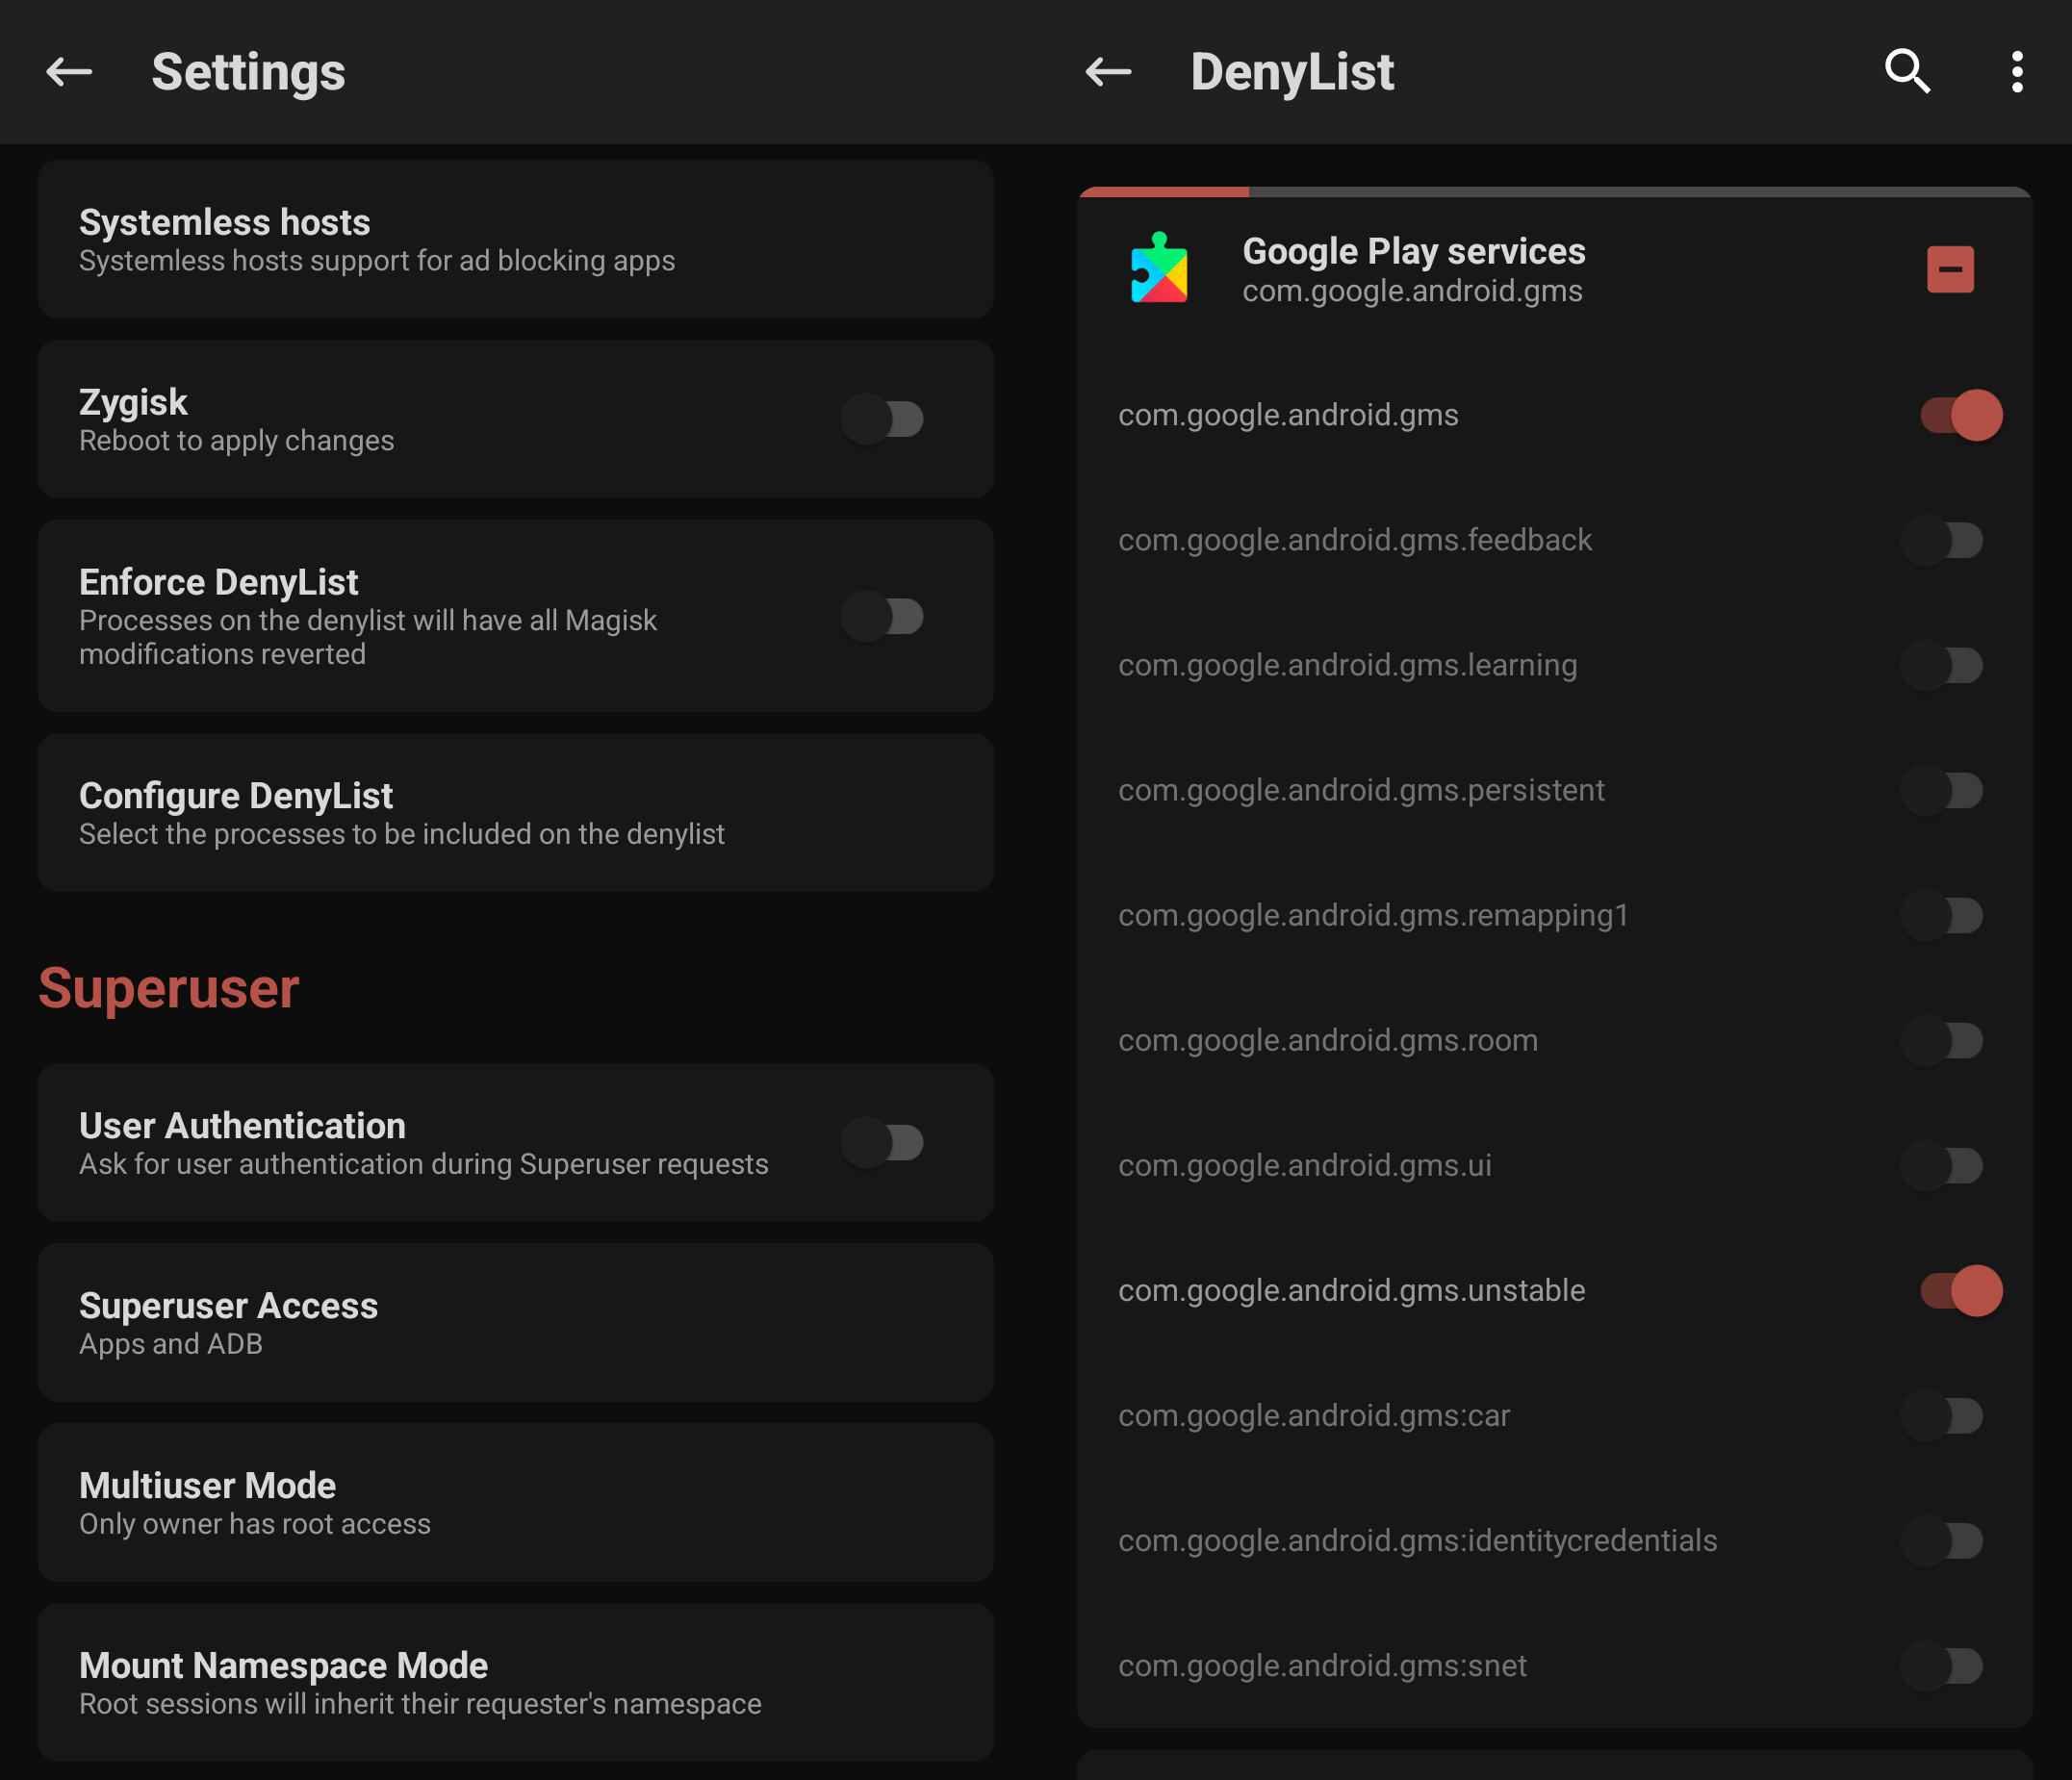 Settings
Systemless hosts
Systemless hosts support for ad blocking apps
Zygisk
Reboot to apply changes
Enforce DenyList
Processes on the denylist will have all Magisk
modifications reverted
Configure DenyList
Select the processes to be included on the denylist
Superuser
User Authentication
Ask for user authentication during Superuser requests
Superuser Access
Apps and ADB
Multiuser Mode
Only owner has root access
Mount Namespace Mode
Root sessions will inherit their requester's namespace
DenyList
Google Play services
com.google.android.gms
com.google.android.gms
com.google.android.gms.feedback
com.google.android.gms.learning
com.google.android.gms.persistent
com.google.android.gms.remapping1
com.google.android.gms.room
com.google.android.gms.ui
com.google.android.gms.unstable
com.google.android.gms:car
com.google.android.gms:identitycredentials
com.google.android.gms:snet